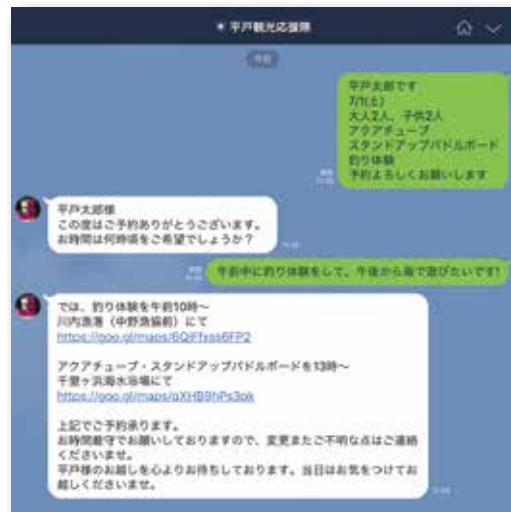 平戸観光応援隊
今日
平戸太郎です
7/1(土)
大人2人、子供2人
アクアチューブ
スタンドアップパドルボード
釣り体験
予約よろしくお願いします
平戸太郎様
この度はご予約ありがとうございます。
お時間は何時頃をご希望でしょうか？
午前中に釣り体験をして、午後から海で遊びたいです!
では、釣り体験を午前10時〜
川内漁港（中野漁協前）にて
https://goo.gl/maps/6QiFfxss6FP2
アクアチューブ・スタンドアップパドルボードを13時〜
千里ヶ浜海水浴場にて
https://goo.gl/maps/qXHB9hPs3ok
上記でご予約承ります。
お時間厳守でお願いしておりますので、変更またご不明な点はご連絡
くださいませ。
平戸様のお越しを心よりお待ちしております。当日はお気をつけてお
越しくださいませ。